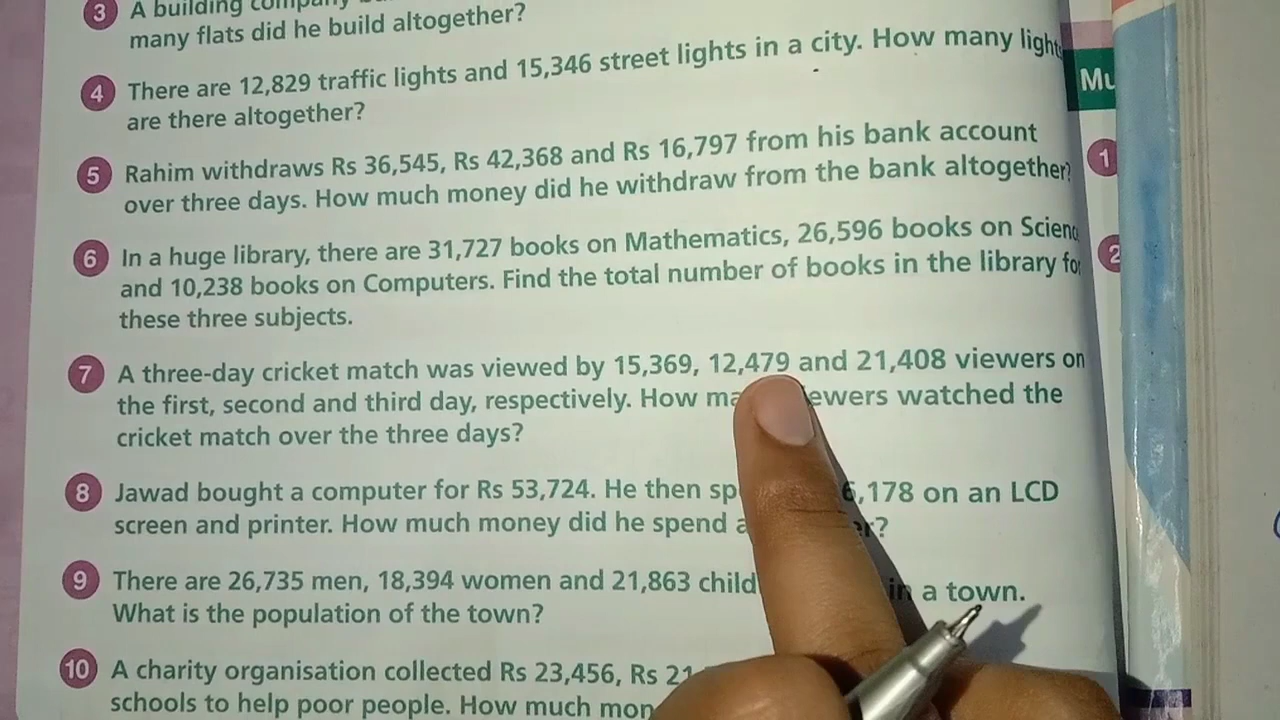 3 A building company
many flats did he build altogether?
4 There are 12,829 traffic lights and 15,346 street lights in a city. How many light
are there altogether?
5 Rahim withdraws Rs 36,545, Rs 42,368 and Rs 16,797 from his bank account
over three days. How much money did he withdraw from the bank altogether?
6 In a huge library, there are 31,727 books on Mathematics, 26,596 books on Scienc
and 10,238 books on Computers. Find the total number of books in the library fo
these three subjects.
7 A three-day cricket match was viewed by 15,369, 12,479 and 21,408 viewers on
the first, second and third day, respectively. How ma ewers watched the
cricket match over the three days?
8 Jawad bought a computer for Rs 53,724. He then sp 6,178 on an LCD
screen and printer. How much money did he spend a er?
9 There are 26,735 men, 18,394 women and 21,863 child in a town.
What is the population of the town?
10 A charity organisation collected Rs 23,456, Rs 21
schools to help poor people. How much mon
Mu
1
2